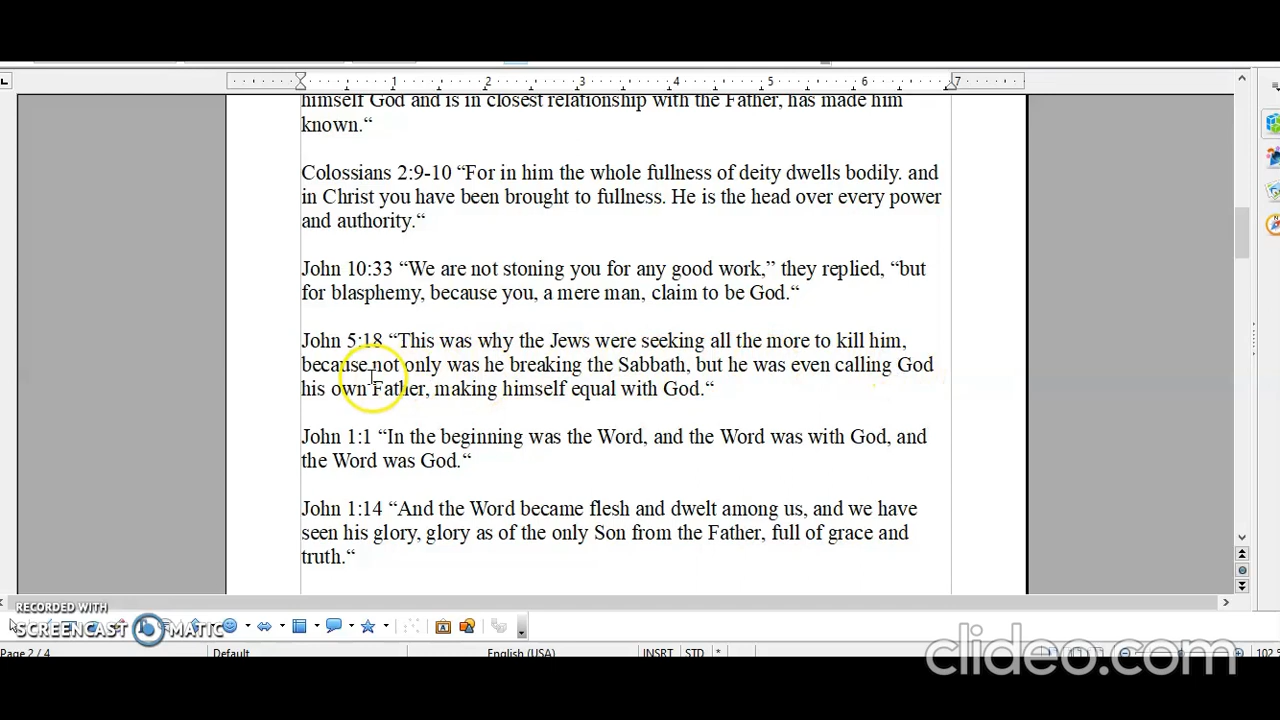 1 2 3 4 5 6 7
himself God and is in closest relationship with the Father, has made him
known.“
Colossians 2:9-10 “For in him the whole fullness of deity dwells bodily. and
in Christ you have been brought to fullness. He is the head over every power
and authority.“
John 10:33 “We are not stoning you for any good work,” they replied, “but
for blasphemy, because you, a mere man, claim to be God.“
John 5:18 “This was why the Jews were seeking all the more to kill him,
because not only was he breaking the Sabbath, but he was even calling God
his own Father, making himself equal with God.“
John 1:1 “In the beginning was the Word, and the Word was with God, and
the Word was God.“
John 1:14 “And the Word became flesh and dwelt among us, and we have
seen his glory, glory as of the only Son from the Father, full of grace and
truth.“
RECORDED WITH
SCREENCAST MATIC
clideo.com
Page 2 / 4 Default English (USA) INSRT STD * 102